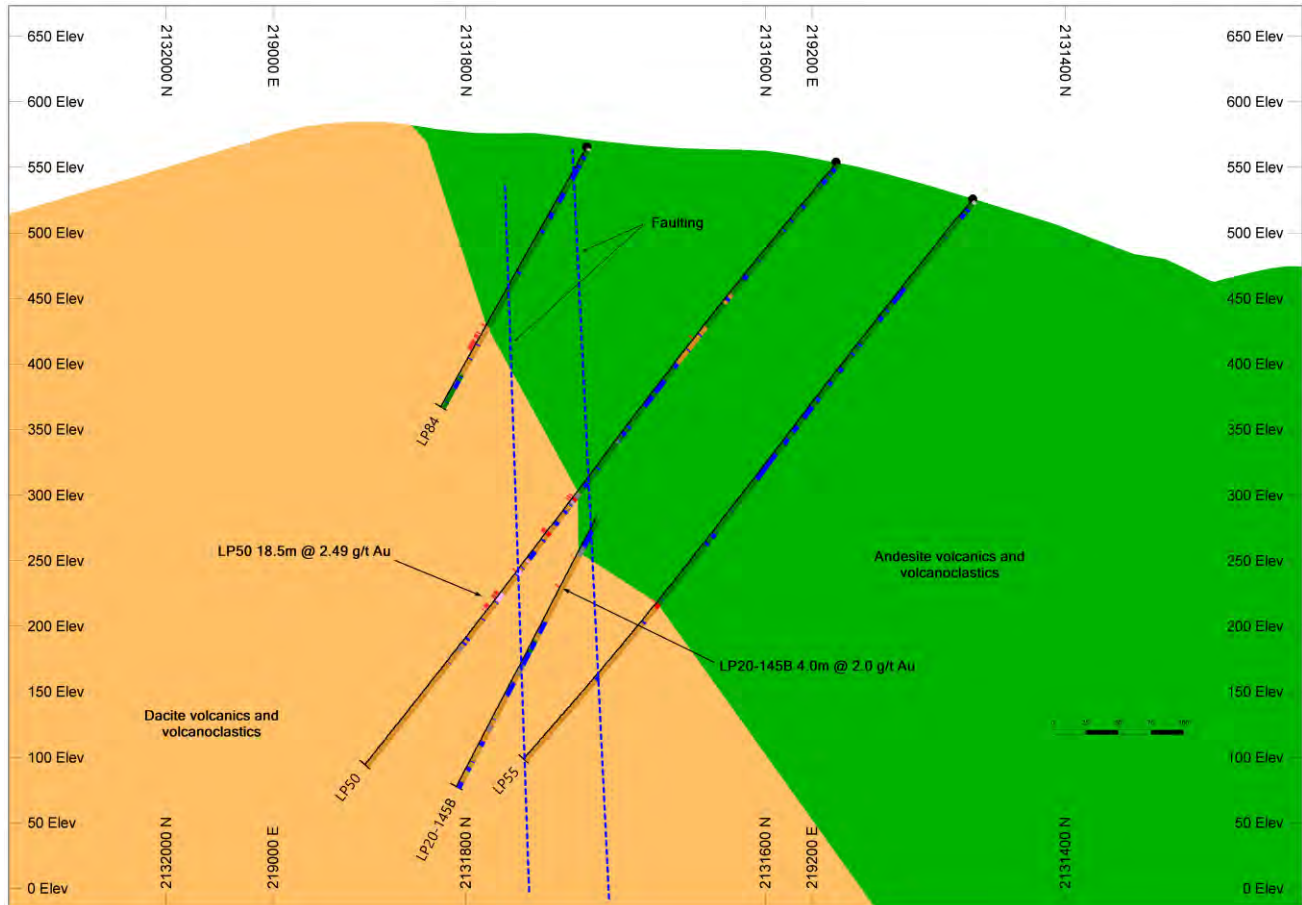 2132000 N
219000 E
2131800 N
2131600 N
219200 E
2131400 N
650 Elev
650 Elev
600 Elev
600 Elev
550 Elev
550 Elev
500 Elev
500 Elev
450 Elev
450 Elev
400 Elev
400 Elev
350 Elev
350 Elev
300 Elev
300 Elev
250 Elev
250 Elev
200 Elev
200 Elev
150 Elev
150 Elev
100 Elev
100 Elev
50 Elev
50 Elev
0 Elev
0 Elev
Faulting
LP84
LP50 18.5m @ 2.49 g/t Au
Andesite volcanics and
volcanoclastics
LP20-145B 4.0m @ 2.0 g/t Au
Dacite volcanics and
volcanoclastics
LP50
LP20-145B
LP55
2132000 N
219000 E
2131800 N
2131600 N
219200 E
2131400 N